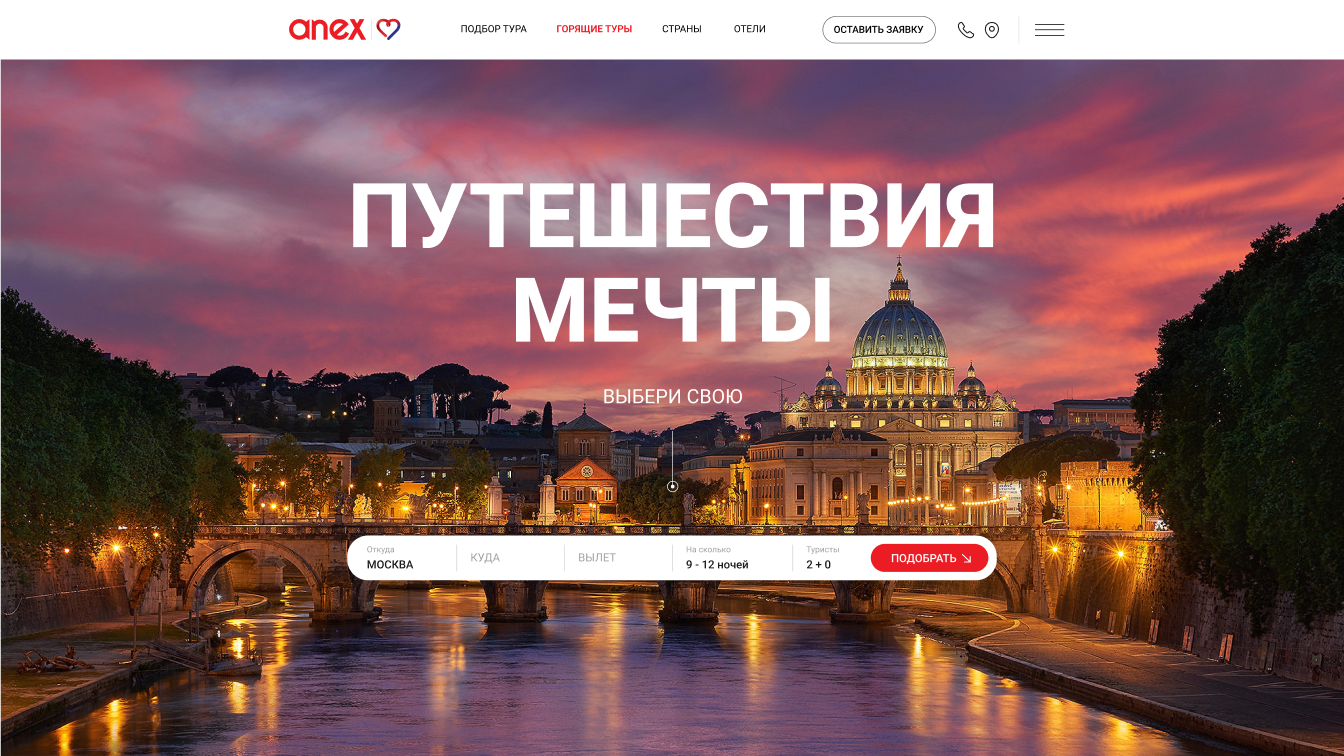 anex
ПОДБОР ТУРА
ГОРЯЩИЕ ТУРЫ
СТРАНЫ
ОТЕЛИ
ОСТАВИТЬ ЗАЯВКУ
ПУТЕШЕСТВИЯ
МЕЧТЫ
ВЫБЕРИ СВОЮ
Откуда
МОСКВА
КУДА
ВЫЛЕТ
На сколько
9 - 12 ночей
Туристы
2 + 0
ПОДОБРАТЬ